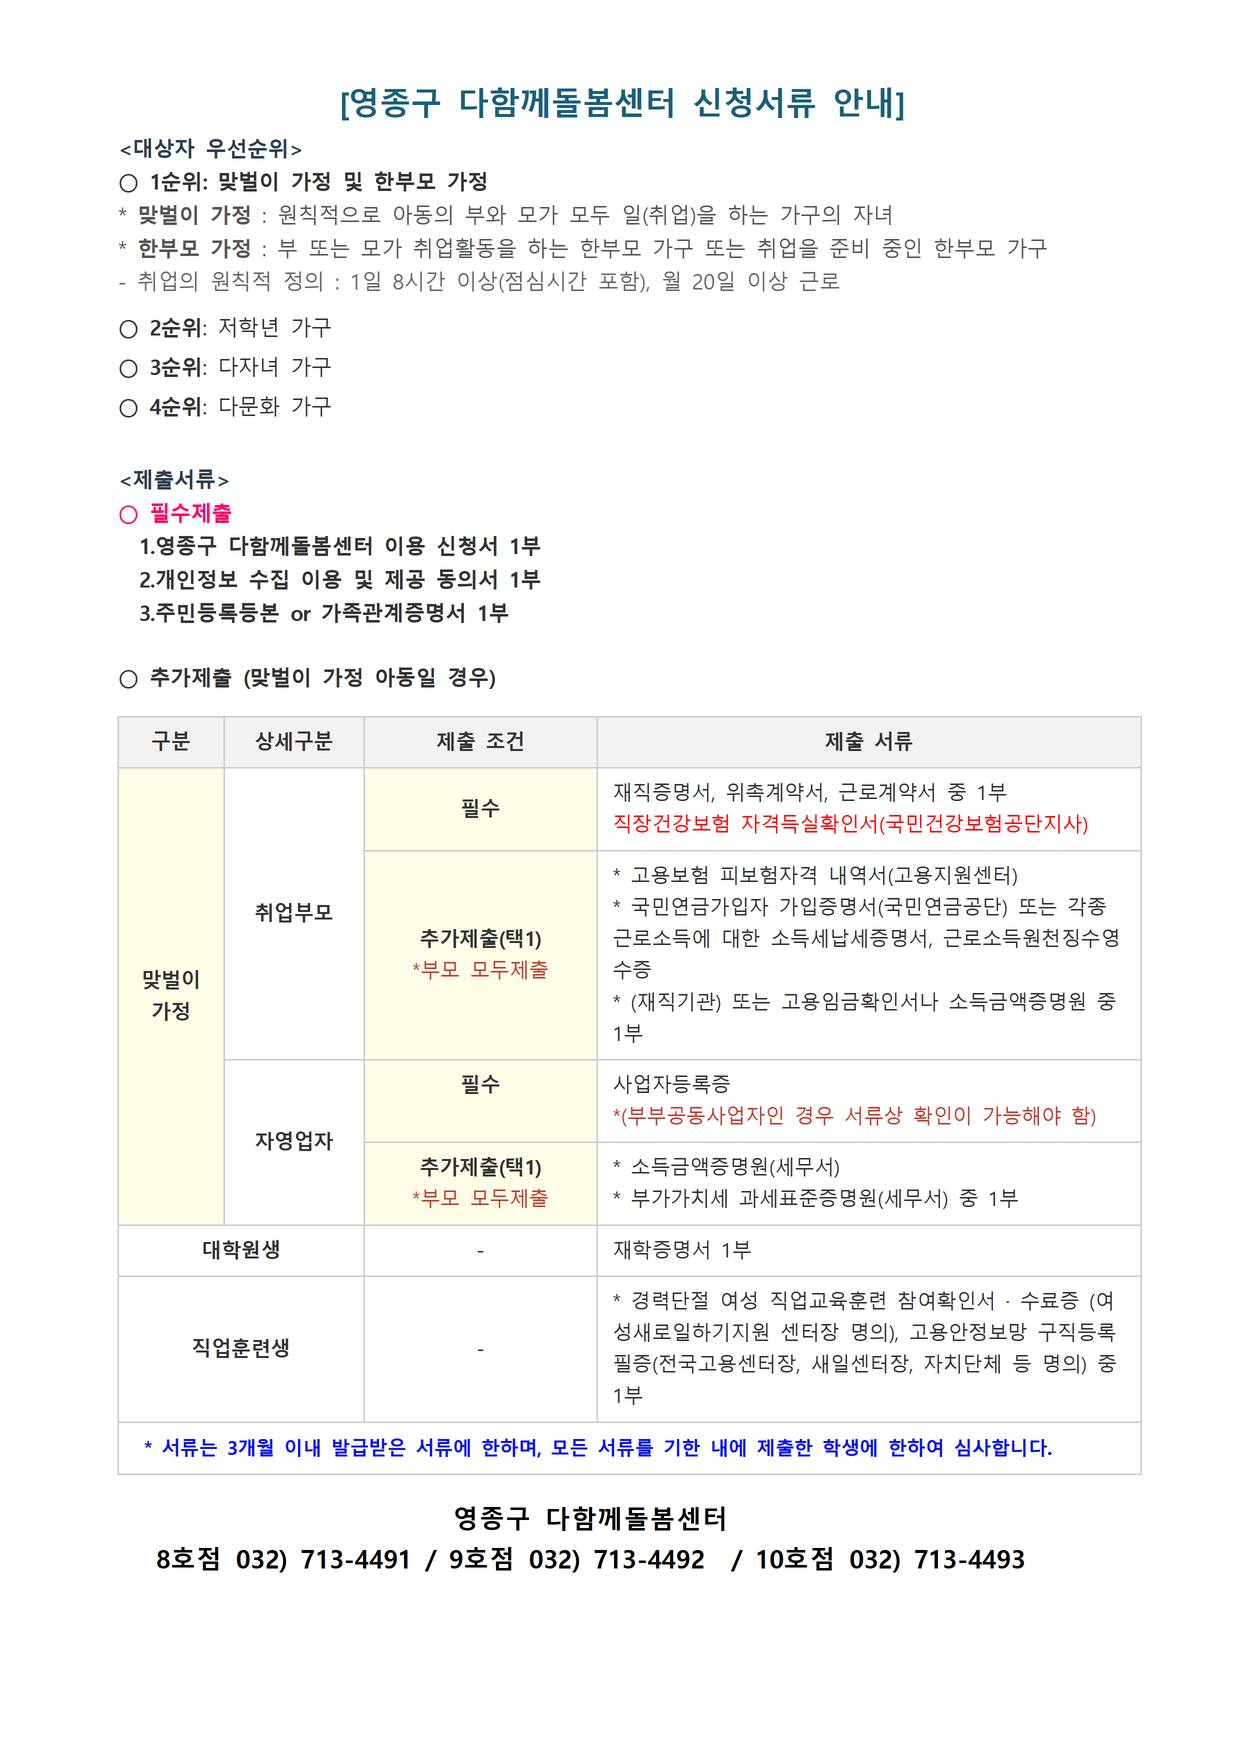 [영종구 다함께돌봄센터 신청서류 안내]
<대상자 우선순위>
○ 1순위: 맞벌이 가정 및 한부모 가정
* 맞벌이 가정 : 원칙적으로 아동의 부와 모가 모두 일(취업)을 하는 가구의 자녀
* 한부모 가정 : 부 또는 모가 취업활동을 하는 한부모 가구 또는 취업을 준비 중인 한부모 가구
- 취업의 원칙적 정의 : 1일 8시간 이상(점심시간 포함), 월 20일 이상 근로
○ 2순위: 저학년 가구
○ 3순위: 다자녀 가구
○ 4순위: 다문화 가구
<제출서류>
○ 필수제출
1.영종구 다함께돌봄센터 이용 신청서 1부
2.개인정보 수집 이용 및 제공 동의서 1부
3.주민등록등본 or 가족관계증명서 1부
○ 추가제출 (맞벌이 가정 아동일 경우)
구분 상세구분 제출 조건 제출 서류
맞벌이
가정
취업부모
필수
재직증명서, 위촉계약서, 근로계약서 중 1부
직장건강보험 자격득실확인서(국민건강보험공단지사)
추가제출(택1)
*부모 모두제출
* 고용보험 피보험자격 내역서(고용지원센터)
* 국민연금가입자 가입증명서(국민연금공단) 또는 각종
근로소득에 대한 소득세납세증명서, 근로소득원천징수영
수증
* (재직기관) 또는 고용임금확인서나 소득금액증명원 중
1부
자영업자
필수
사업자등록증
*(부부공동사업자인 경우 서류상 확인이 가능해야 함)
추가제출(택1)
*부모 모두제출
* 소득금액증명원(세무서)
* 부가가치세 과세표준증명원(세무서) 중 1부
대학원생 - 재학증명서 1부
직업훈련생 -
* 경력단절 여성 직업교육훈련 참여확인서 · 수료증 (여
성새로일하기지원 센터장 명의), 고용안정보망 구직등록
필증(전국고용센터장, 새일센터장, 자치단체 등 명의) 중
1부
* 서류는 3개월 이내 발급받은 서류에 한하며, 모든 서류를 기한 내에 제출한 학생에 한하여 심사합니다.
영종구 다함께돌봄센터
8호점 032) 713-4491 / 9호점 032) 713-4492 / 10호점 032) 713-4493